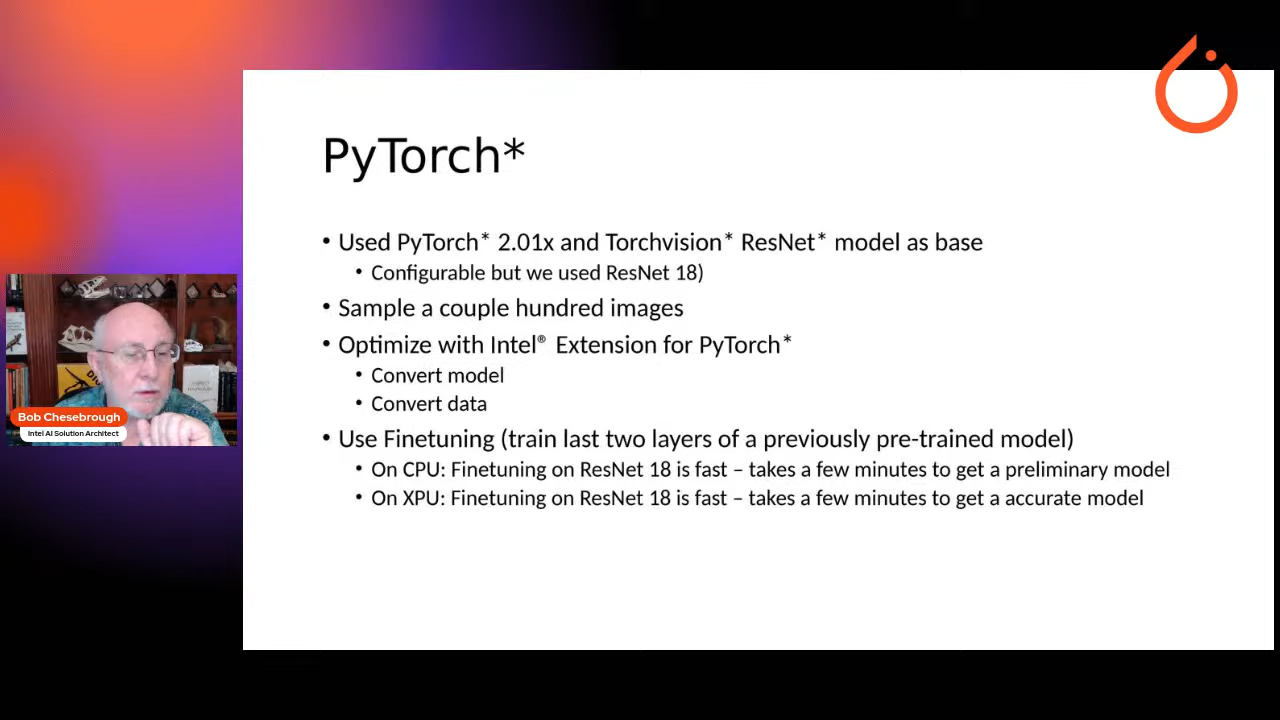 PyTorch*
• Used PyTorch* 2.01x and Torchvision* ResNet* model as base
• Configurable but we used ResNet 18)
• Sample a couple hundred images
• Optimize with Intel® Extension for PyTorch*
• Convert model
• Convert data
• Use Finetuning (train last two layers of a previously pre-trained model)
• On CPU: Finetuning on ResNet 18 is fast – takes a few minutes to get a preliminary model
• On XPU: Finetuning on ResNet 18 is fast – takes a few minutes to get a accurate model
Bob Chesebrough
Intel AI Solution Architect